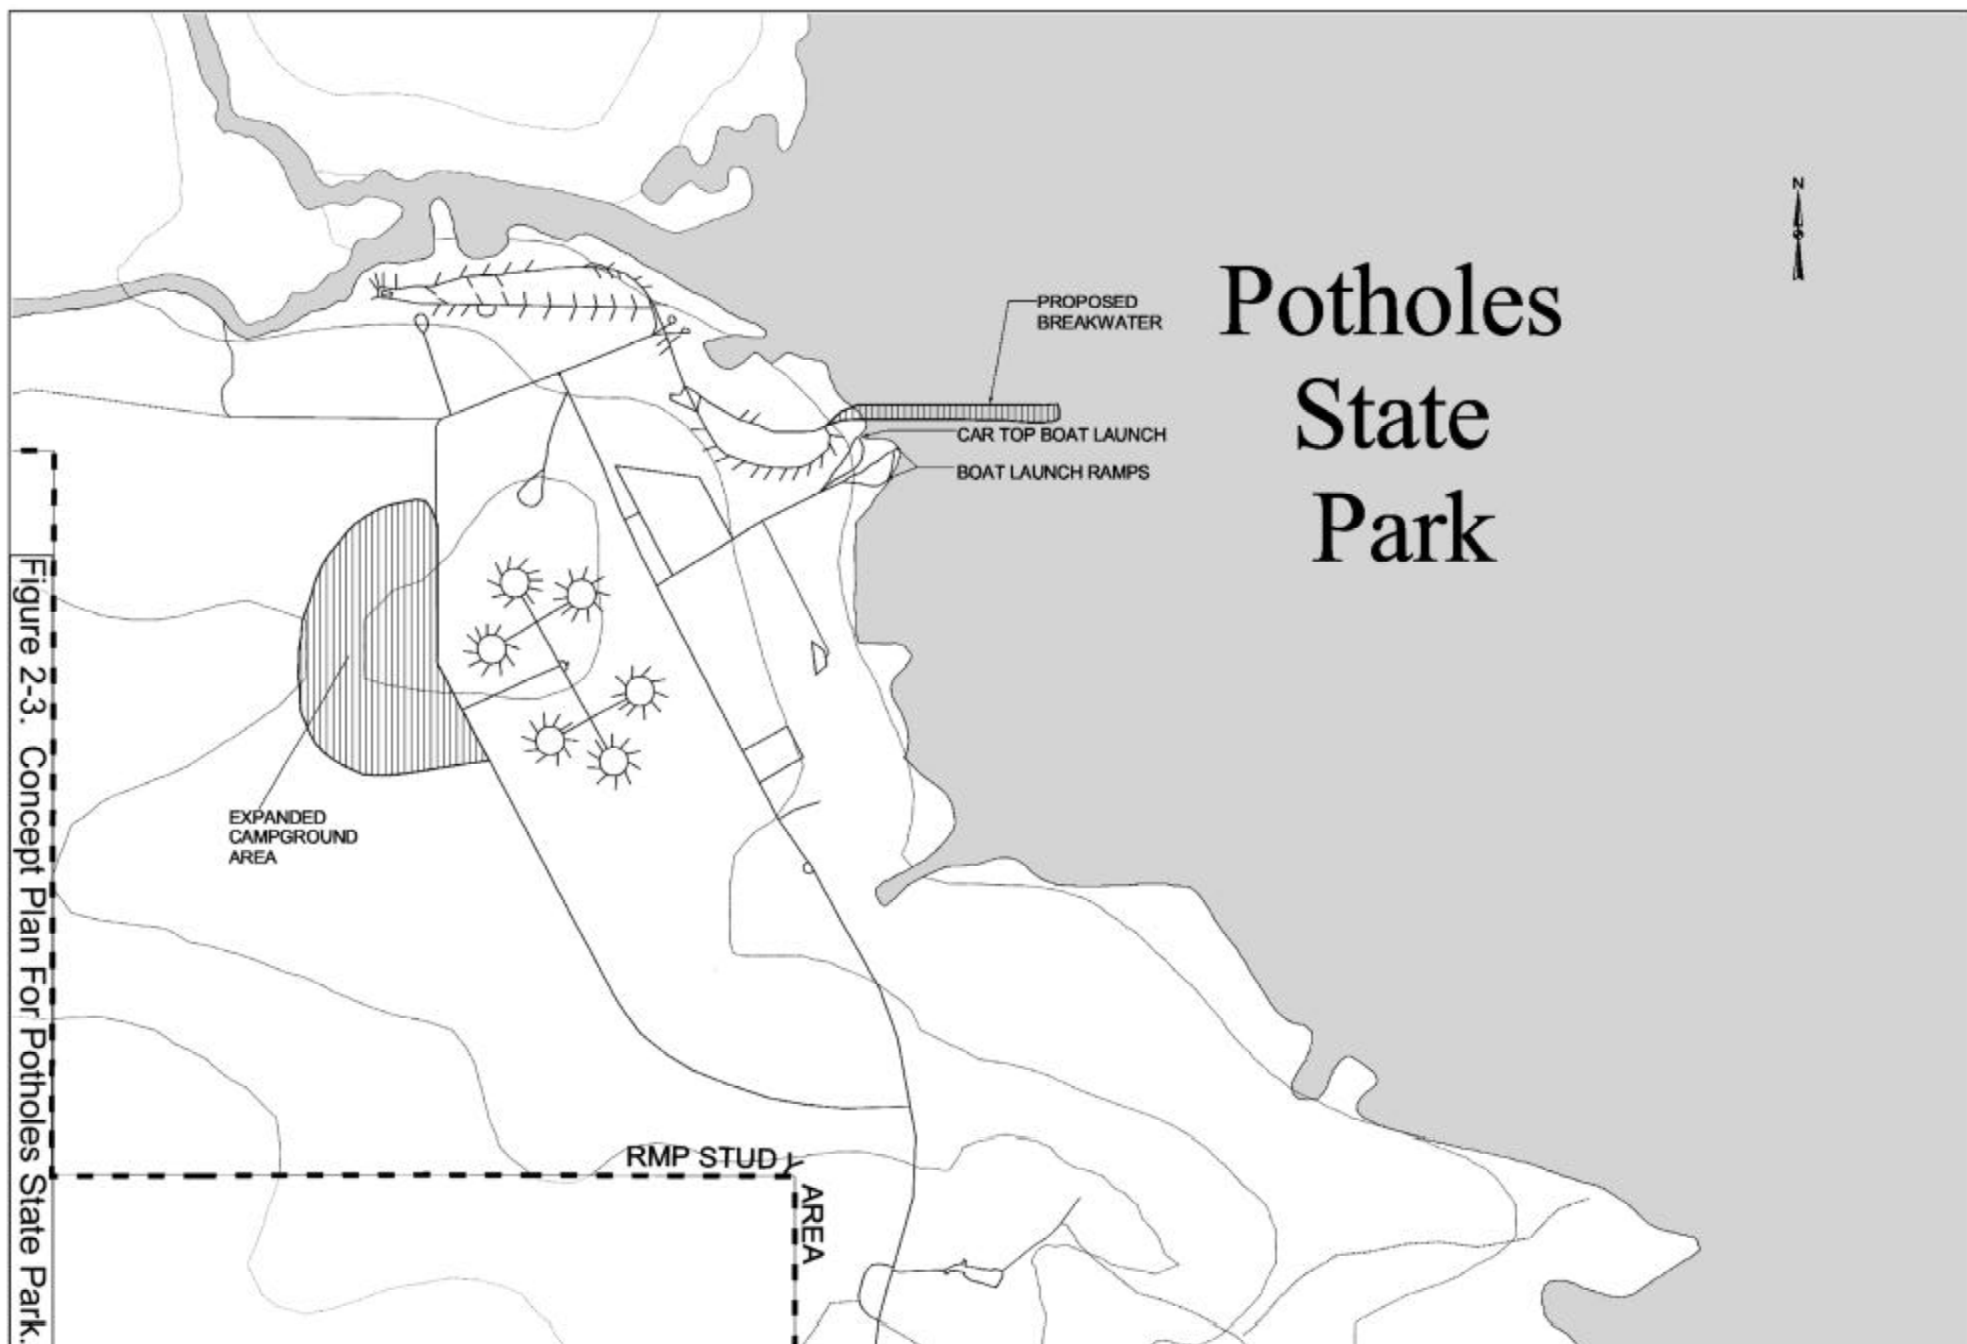 N
Potholes
State
Park
PROPOSED
BREAKWATER
CAR TOP BOAT LAUNCH
BOAT LAUNCH RAMPS
EXPANDED
CAMPGROUND
AREA
RMP STUDY
AREA
Figure 2-3. Concept Plan For Potholes State Park.